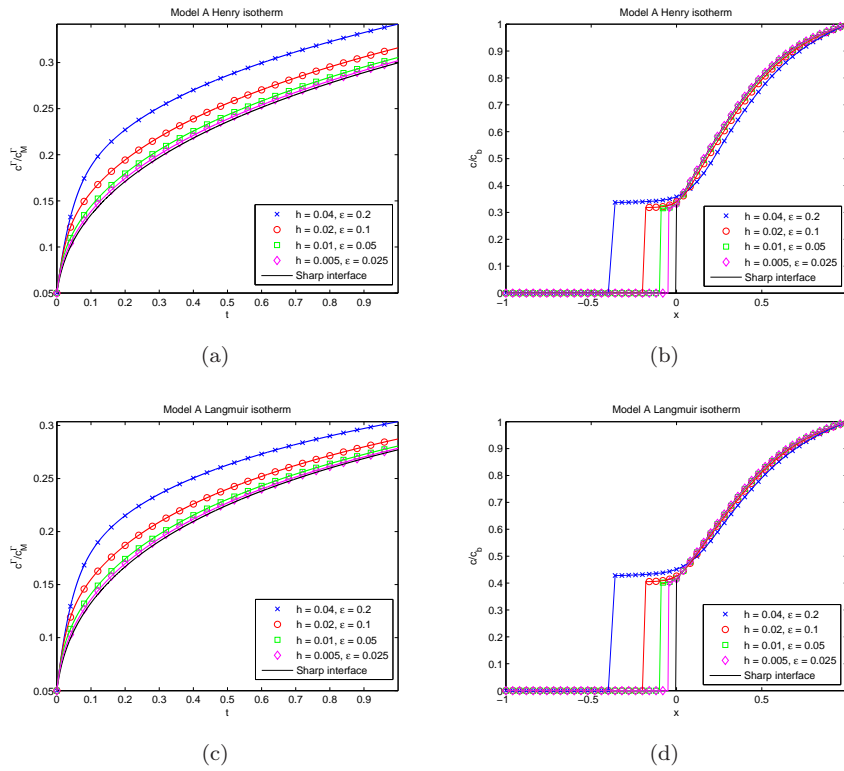 Model A Henry isotherm
c^Γ/c_M^Γ
0.3
0.25
0.2
0.15
0.1
0.05
0.1 0.2 0.3 0.4 0.5 0.6 0.7 0.8 0.9
t
h = 0.04, ε = 0.2
h = 0.02, ε = 0.1
h = 0.01, ε = 0.05
h = 0.005, ε = 0.025
Sharp interface
(a)
Model A Henry isotherm
c/c_b
1
0.9
0.8
0.7
0.6
0.5
0.4
0.3
0.2
0.1
0
−1 −0.5 0 0.5
x
h = 0.04, ε = 0.2
h = 0.02, ε = 0.1
h = 0.01, ε = 0.05
h = 0.005, ε = 0.025
Sharp interface
(b)
Model A Langmuir isotherm
c^Γ/c_M^Γ
0.3
0.25
0.2
0.15
0.1
0.05
0.1 0.2 0.3 0.4 0.5 0.6 0.7 0.8 0.9
t
h = 0.04, ε = 0.2
h = 0.02, ε = 0.1
h = 0.01, ε = 0.05
h = 0.005, ε = 0.025
Sharp interface
(c)
Model A Langmuir isotherm
c/c_b
1
0.9
0.8
0.7
0.6
0.5
0.4
0.3
0.2
0.1
0
−1 −0.5 0 0.5
x
h = 0.04, ε = 0.2
h = 0.02, ε = 0.1
h = 0.01, ε = 0.05
h = 0.005, ε = 0.025
Sharp interface
(d)